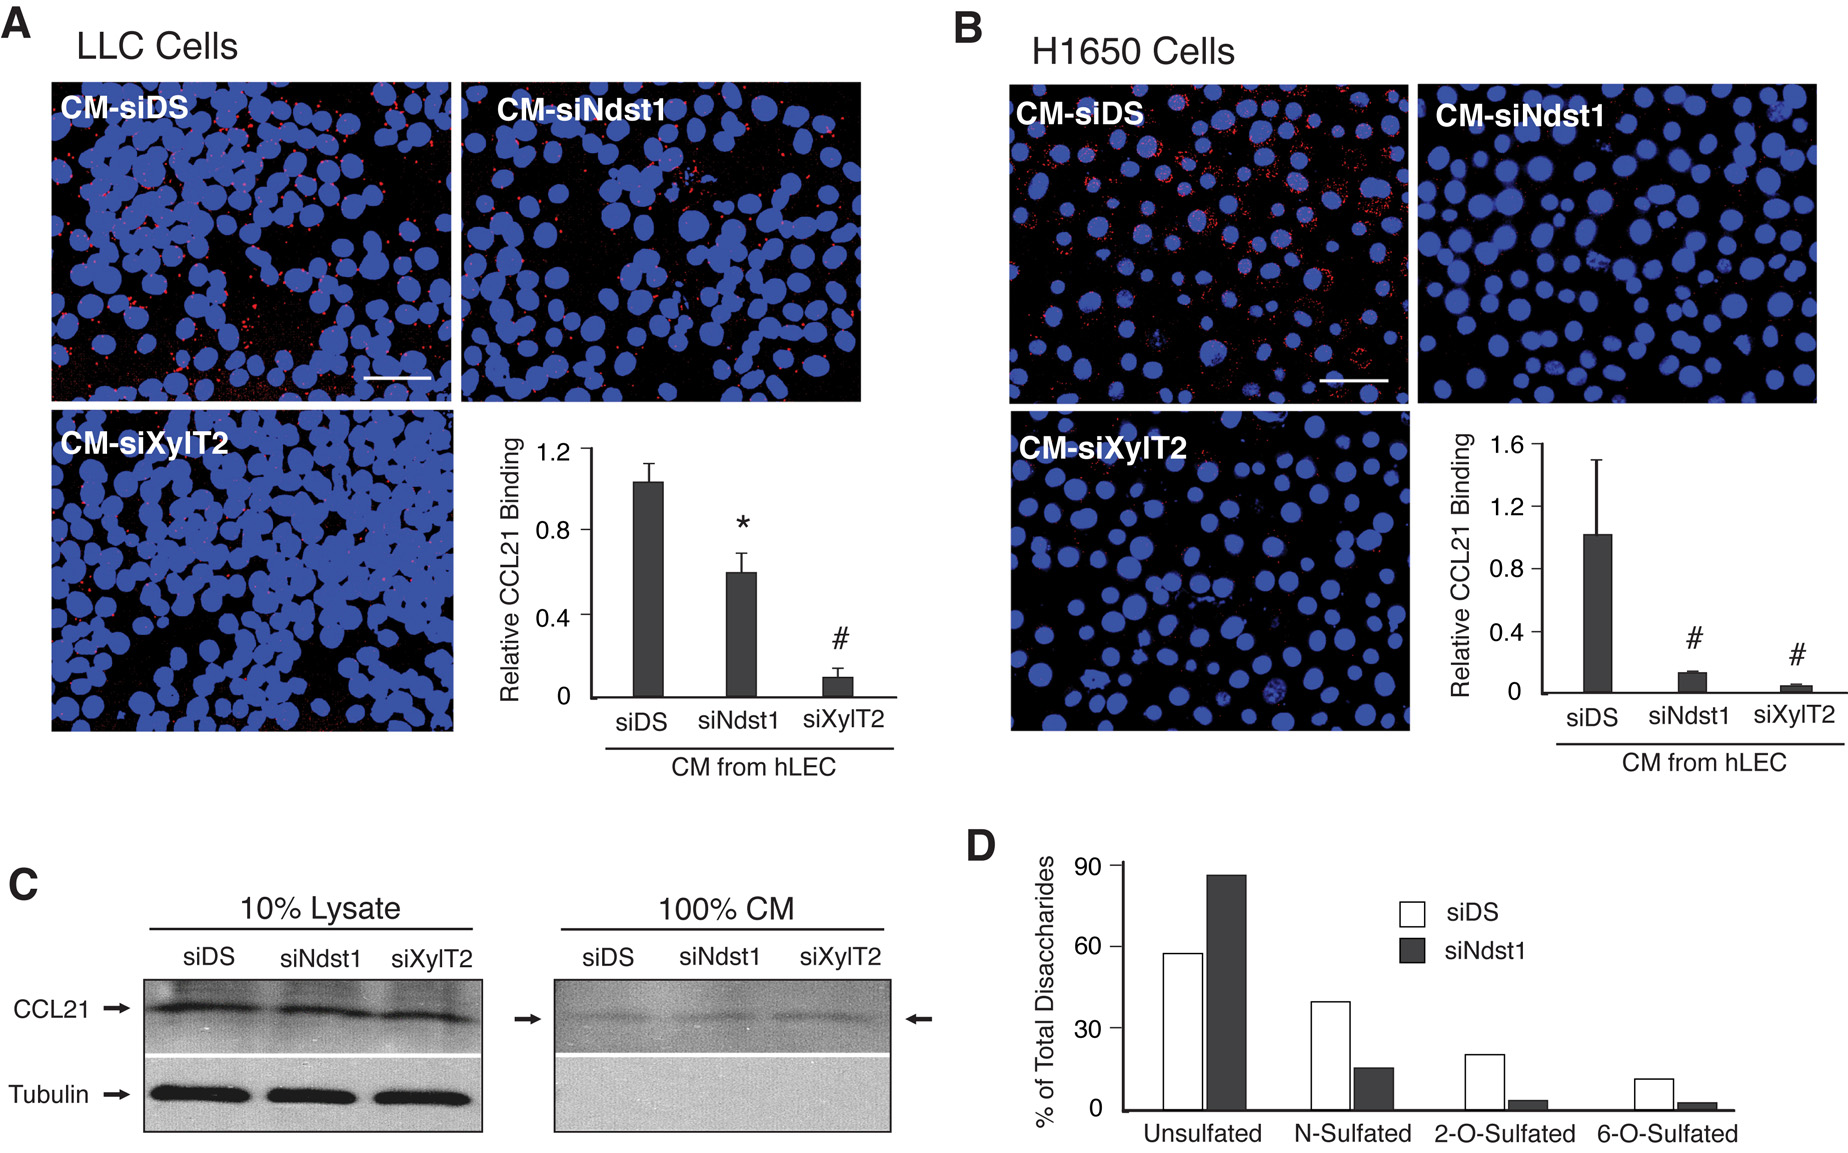 A
LLC Cells
CM-siDS
CM-siNdst1
CM-siXylT2
Relative CCL21 Binding
1.2
0.8
0.4
0
*
#
siDS siNdst1 siXylT2
CM from hLEC
B
H1650 Cells
CM-siDS
CM-siNdst1
CM-siXylT2
Relative CCL21 Binding
1.6
1.2
0.8
0.4
0
#
#
siDS siNdst1 siXylT2
CM from hLEC
C
10% Lysate
siDS siNdst1 siXylT2
CCL21
Tubulin
100% CM
siDS siNdst1 siXylT2
D
% of Total Disaccharides
90
60
30
0
siDS
siNdst1
Unsulfated N-Sulfated 2-O-Sulfated 6-O-Sulfated